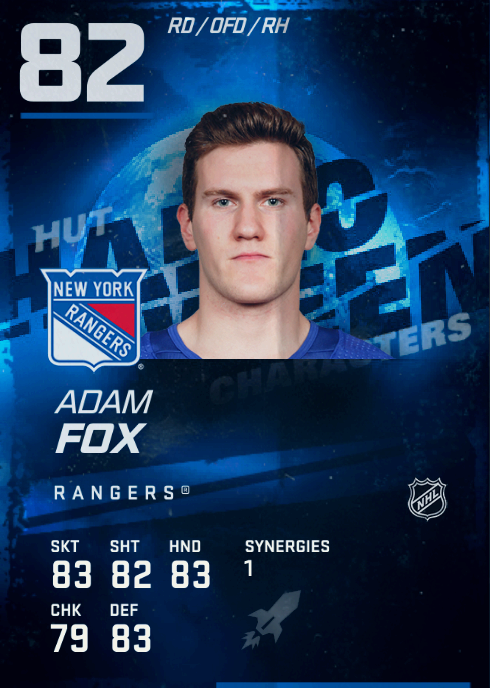 82
RD / OFD / RH
HUT
CHARACTERS
CHARACTERS
NEW YORK
RANGERS
ADAM
FOX
RANGERS
NHL
SKT SHT HND SYNERGIES
83 82 83 1
CHK DEF
79 83